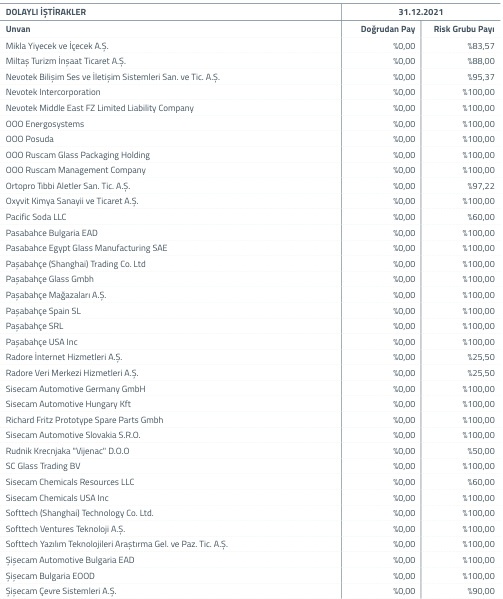 DOLAYLI İŞTİRAKLER 31.12.2021
Unvan Doğrudan Pay Risk Grubu Payı
Mikla Yiyecek ve İçecek A.Ş. %0,00 %83,57
Miltaş Turizm İnşaat Ticaret A.Ş. %0,00 %88,00
Nevotek Bilişim Ses ve İletişim Sistemleri San. ve Tic. A.Ş. %0,00 %95,37
Nevotek Intercorporation %0,00 %100,00
Nevotek Middle East FZ Limited Liability Company %0,00 %100,00
OOO Energosystems %0,00 %100,00
OOO Posuda %0,00 %100,00
OOO Ruscam Glass Packaging Holding %0,00 %100,00
OOO Ruscam Management Company %0,00 %100,00
Ortopro Tıbbi Aletler San. Tic. A.Ş. %0,00 %97,22
Oxyvit Kimya Sanayii ve Ticaret A.Ş. %0,00 %100,00
Pacific Soda LLC %0,00 %60,00
Pasabahce Bulgaria EAD %0,00 %100,00
Pasabahce Egypt Glass Manufacturing SAE %0,00 %100,00
Paşabahçe (Shanghai) Trading Co. Ltd %0,00 %100,00
Paşabahçe Glass Gmbh %0,00 %100,00
Paşabahçe Mağazaları A.Ş. %0,00 %100,00
Paşabahçe Spain SL %0,00 %100,00
Paşabahçe SRL %0,00 %100,00
Paşabahçe USA Inc %0,00 %100,00
Radore İnternet Hizmetleri A.Ş. %0,00 %25,50
Radore Veri Merkezi Hizmetleri A.Ş. %0,00 %25,50
Sisecam Automotive Germany GmbH %0,00 %100,00
Sisecam Automotive Hungary Kft %0,00 %100,00
Richard Fritz Prototype Spare Parts Gmbh %0,00 %100,00
Sisecam Automotive Slovakia S.R.O. %0,00 %100,00
Rudnik Krecnjaka "Vijenac" D.O.O %0,00 %50,00
SC Glass Trading BV %0,00 %100,00
Sisecam Chemicals Resources LLC %0,00 %60,00
Sisecam Chemicals USA Inc %0,00 %100,00
Softtech (Shanghai) Technology Co. Ltd. %0,00 %100,00
Softtech Ventures Teknoloji A.Ş. %0,00 %100,00
Softtech Yazılım Teknolojileri Araştırma Gel. ve Paz. Tic. A.Ş. %0,00 %100,00
Şişecam Automotive Bulgaria EAD %0,00 %100,00
Şişecam Bulgaria EOOD %0,00 %100,00
Şişecam Çevre Sistemleri A.Ş. %0,00 %90,00